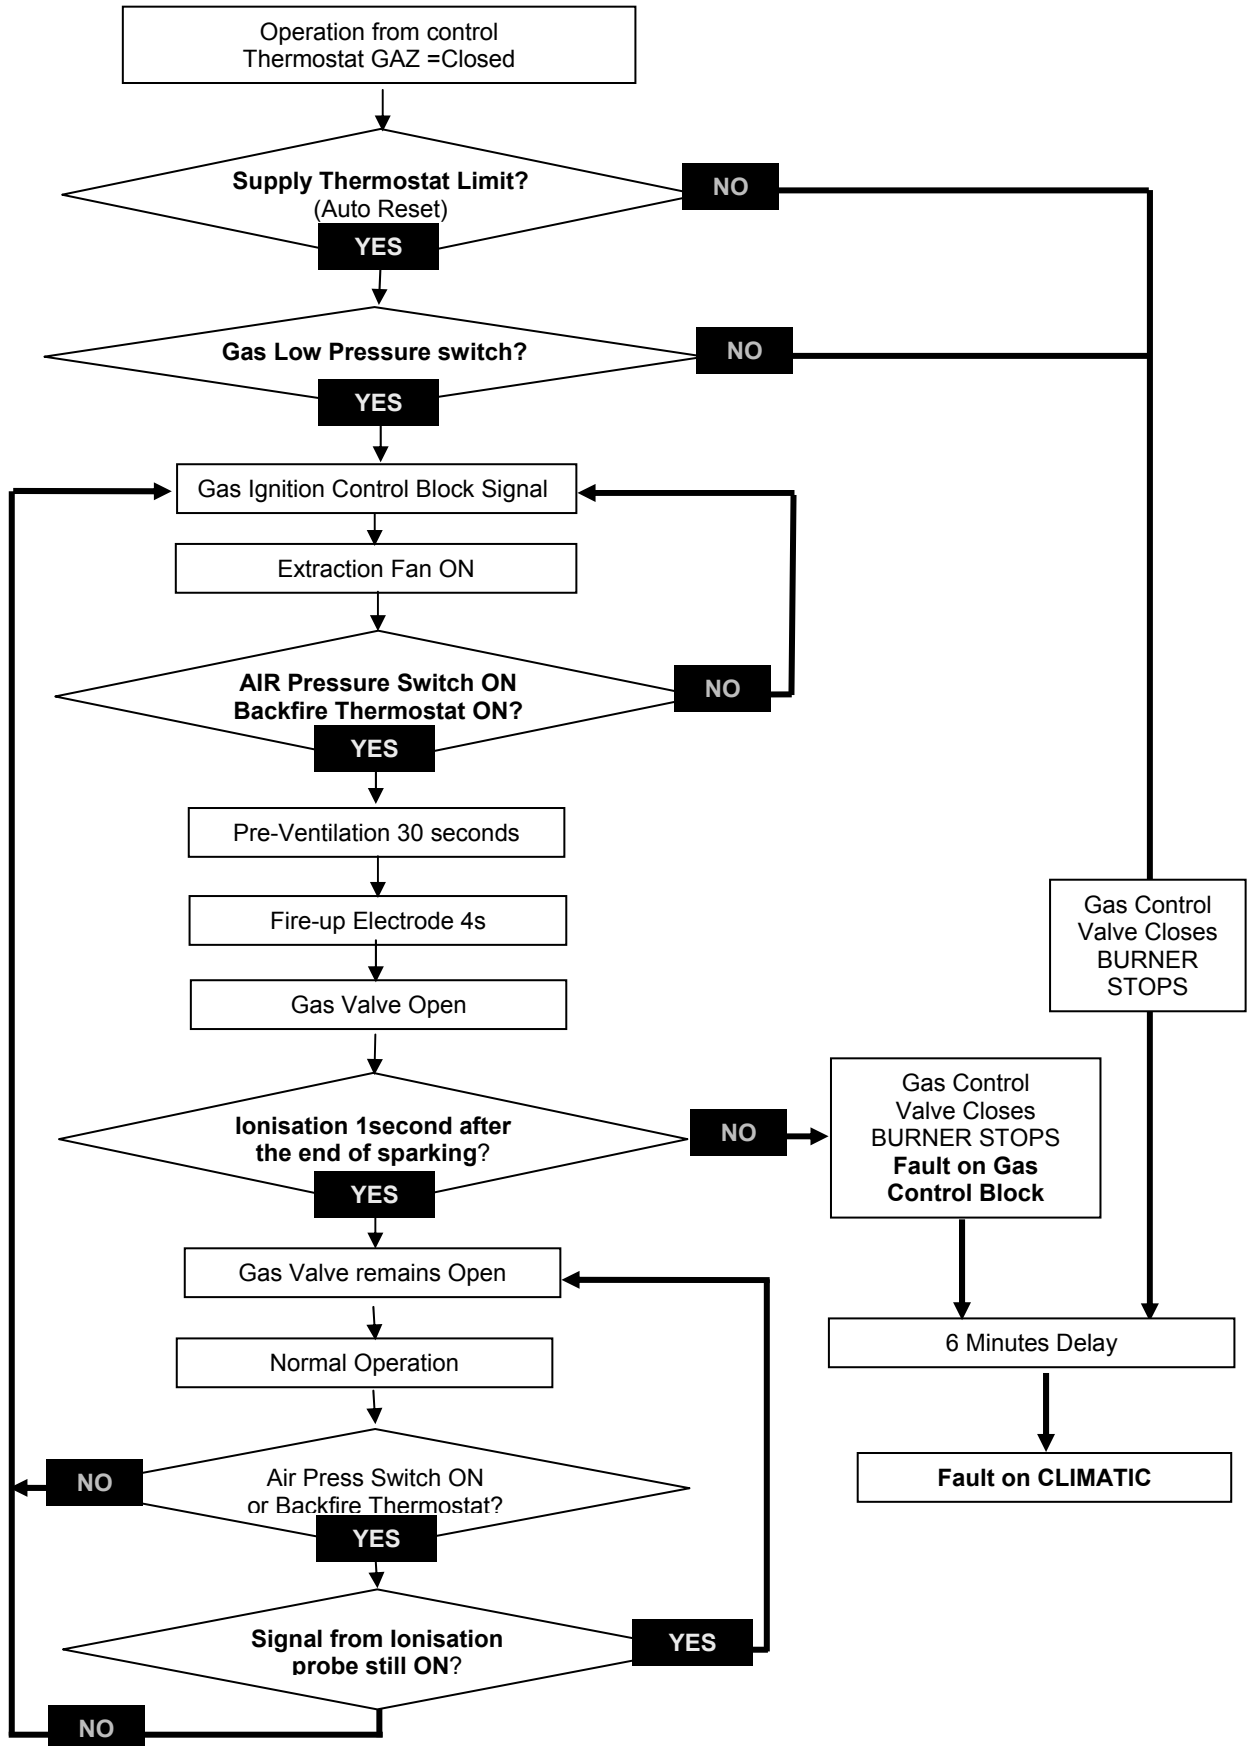 Operation from control
Thermostat GAZ =Closed
Supply Thermostat Limit?
(Auto Reset)
NO
YES
Gas Low Pressure switch?
NO
YES
Gas Ignition Control Block Signal
Extraction Fan ON
AIR Pressure Switch ON
Backfire Thermostat ON?
NO
YES
Pre-Ventilation 30 seconds
Fire-up Electrode 4s
Gas Valve Open
Gas Control
Valve Closes
BURNER
STOPS
Ionisation 1second after
the end of sparking?
NO
YES
Gas Control
Valve Closes
BURNER STOPS
Fault on Gas
Control Block
Gas Valve remains Open
Normal Operation
6 Minutes Delay
Air Press Switch ON
or Backfire Thermostat?
NO
YES
Fault on CLIMATIC
Signal from Ionisation
probe still ON?
YES
NO